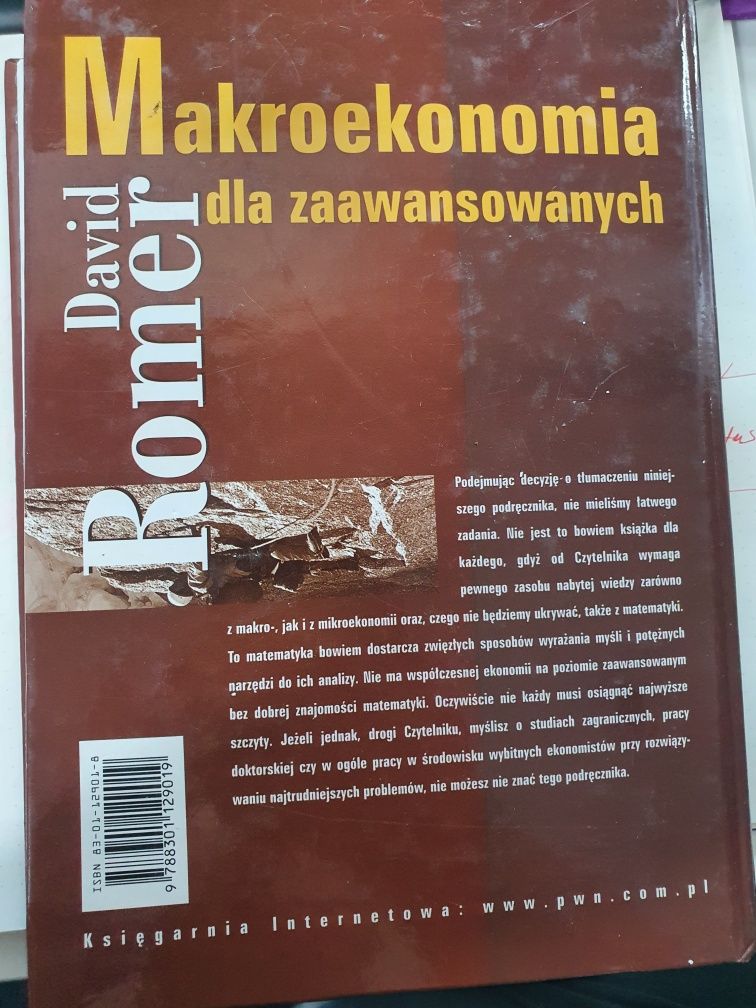 Makroekonomia
dla zaawansowanych
David
Romer
Podejmując decyzję o tłumaczeniu niniej-
szego podręcznika, nie mieliśmy łatwego
zadania. Nie jest to bowiem książka dla
każdego, gdyż od Czytelnika wymaga
pewnego zasobu nabytej wiedzy zarówno
z makro-, jak i z mikroekonomii oraz, czego nie będziemy ukrywać, także z matematyki.
To matematyka bowiem dostarcza zwięzłych sposobów wyrażania myśli i potężnych
narzędzi do ich analizy. Nie ma współczesnej ekonomii na poziomie zaawansowanym
bez dobrej znajomości matematyki. Oczywiście nie każdy musi osiągnąć najwyższe
szczyty. Jeżeli jednak, drogi Czytelniku, myślisz o studiach zagranicznych, pracy
doktorskiej czy w ogóle pracy w środowisku wybitnych ekonomistów przy rozwiązy-
waniu najtrudniejszych problemów, nie możesz nie znać tego podręcznika.
ISBN 83-01-12901-8
9 788301 129019
Księgarnia Internetowa: www.pwn.com.pl